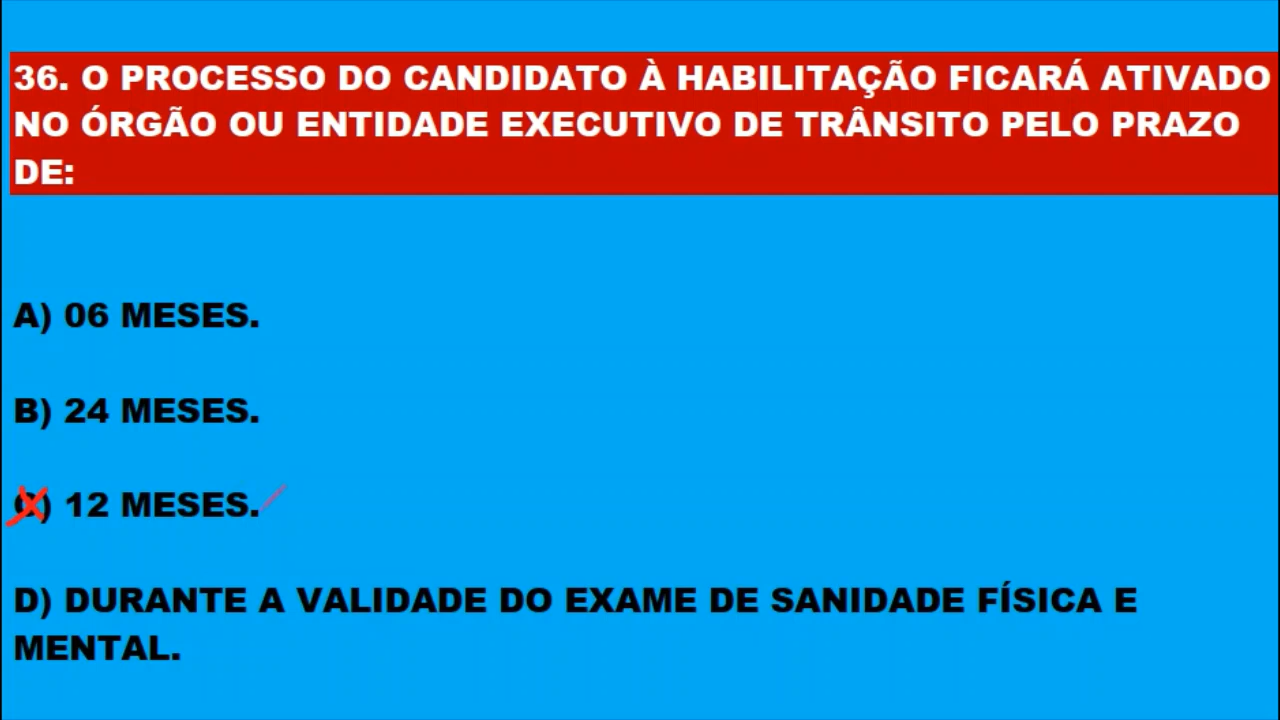 36. O PROCESSO DO CANDIDATO À HABILITAÇÃO FICARÁ ATIVADO
NO ÓRGÃO OU ENTIDADE EXECUTIVO DE TRÂNSITO PELO PRAZO
DE:
A) 06 MESES.
B) 24 MESES.
C) 12 MESES.
D) DURANTE A VALIDADE DO EXAME DE SANIDADE FÍSICA E
MENTAL.